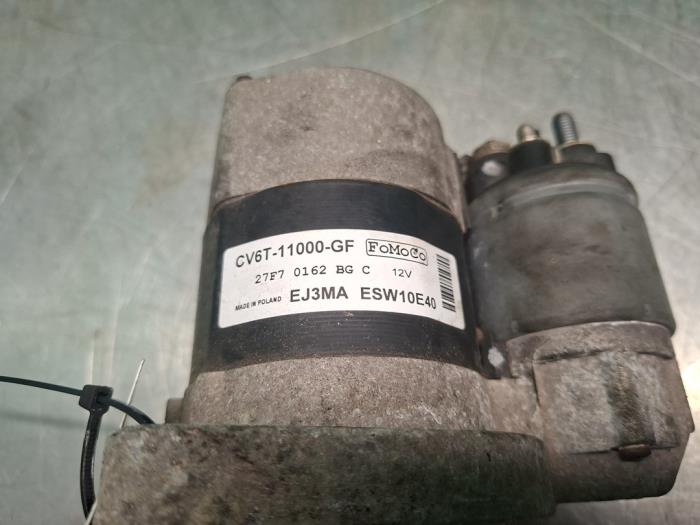 CV6T-11000-GF FoMoCo
27F7 0162 BG C 12V
MADE IN POLAND EJ3MA ESW10E40